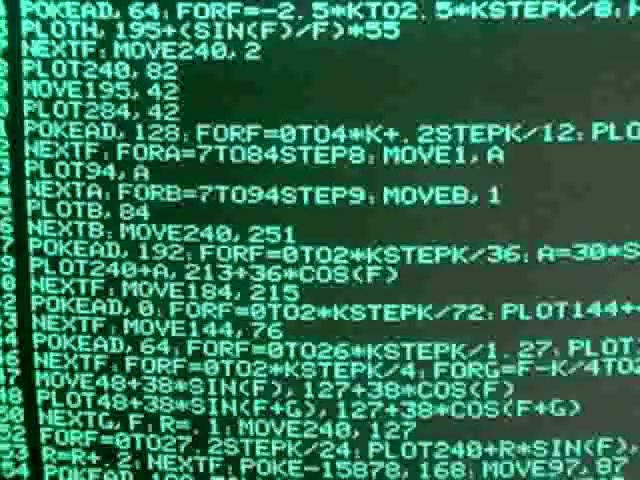 POKEAD, 64: FORF=-2.5*KTO2.5*KSTEPK/8:
PLOTH, 195+(SIN(F)/F)*55
NEXTF: MOVE240, 2
PLOT240, 82
MOVE195, 42
PLOT284, 42
POKEAD, 128: FORF=0TO4*K+.2STEPK/12: PLO
NEXTF: FORA=7TO84STEP8: MOVE1, A
PLOT94, A
NEXTA: FORB=7TO94STEP9: MOVEB, 1
PLOTB, 84
NEXTB: MOVE240, 251
7 POKEAD, 192: FORF=0TO2*KSTEPK/36: A=30*S
PLOT240+A, 213+36*COS(F)
NEXTF: MOVE184, 215
POKEAD, 0: FORF=0TO2*KSTEPK/72: PLOT144+
NEXTF: MOVE144, 76
POKEAD, 64: FORF=0TO26*KSTEPK/1.27: PLOT
NEXTF: FORF=0TO2*KSTEPK/4: FORG=F-K/4TO
MOVE48+38*SIN(F), 127+38*COS(F)
PLOT48+38*SIN(F+G), 127+38*COS(F+G)
NEXTG, F: R=.1: MOVE240, 127
FORF=0TO27.2STEPK/24: PLOT240+R*SIN(F),
53 R=R+.2: NEXTF: POKE-15878, 168: MOVE97, 87
54 POKEAD,